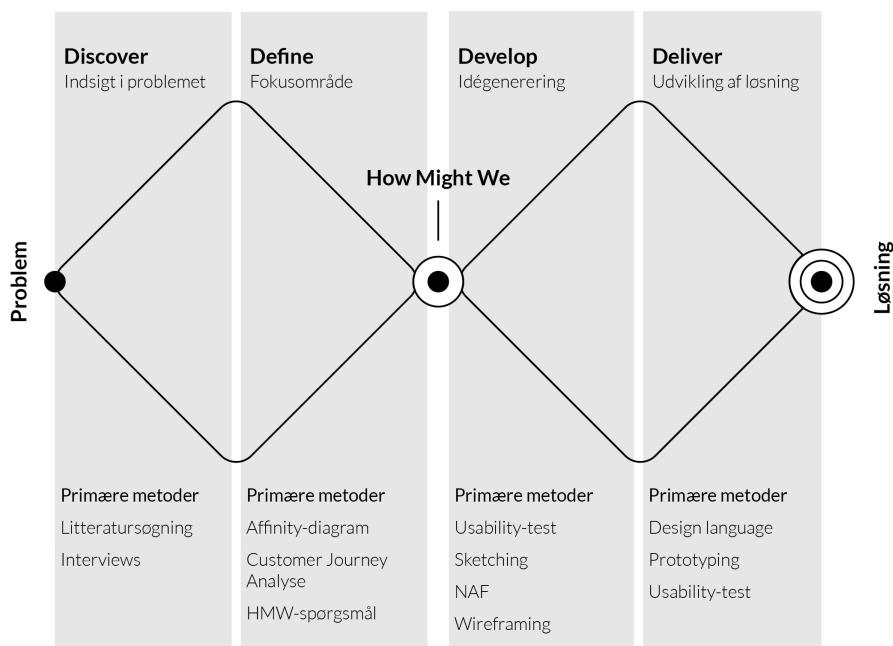 Discover
Indsigt i problemet
Define
Fokusområde
Develop
Idégenerering
Deliver
Udvikling af løsning
How Might We
Problem
Løsning
Primære metoder
Litteratursøgning
Interviews
Primære metoder
Affinity-diagram
Customer Journey
Analyse
HMW-spørgsmål
Primære metoder
Usability-test
Sketching
NAF
Wireframing
Primære metoder
Design language
Prototyping
Usability-test